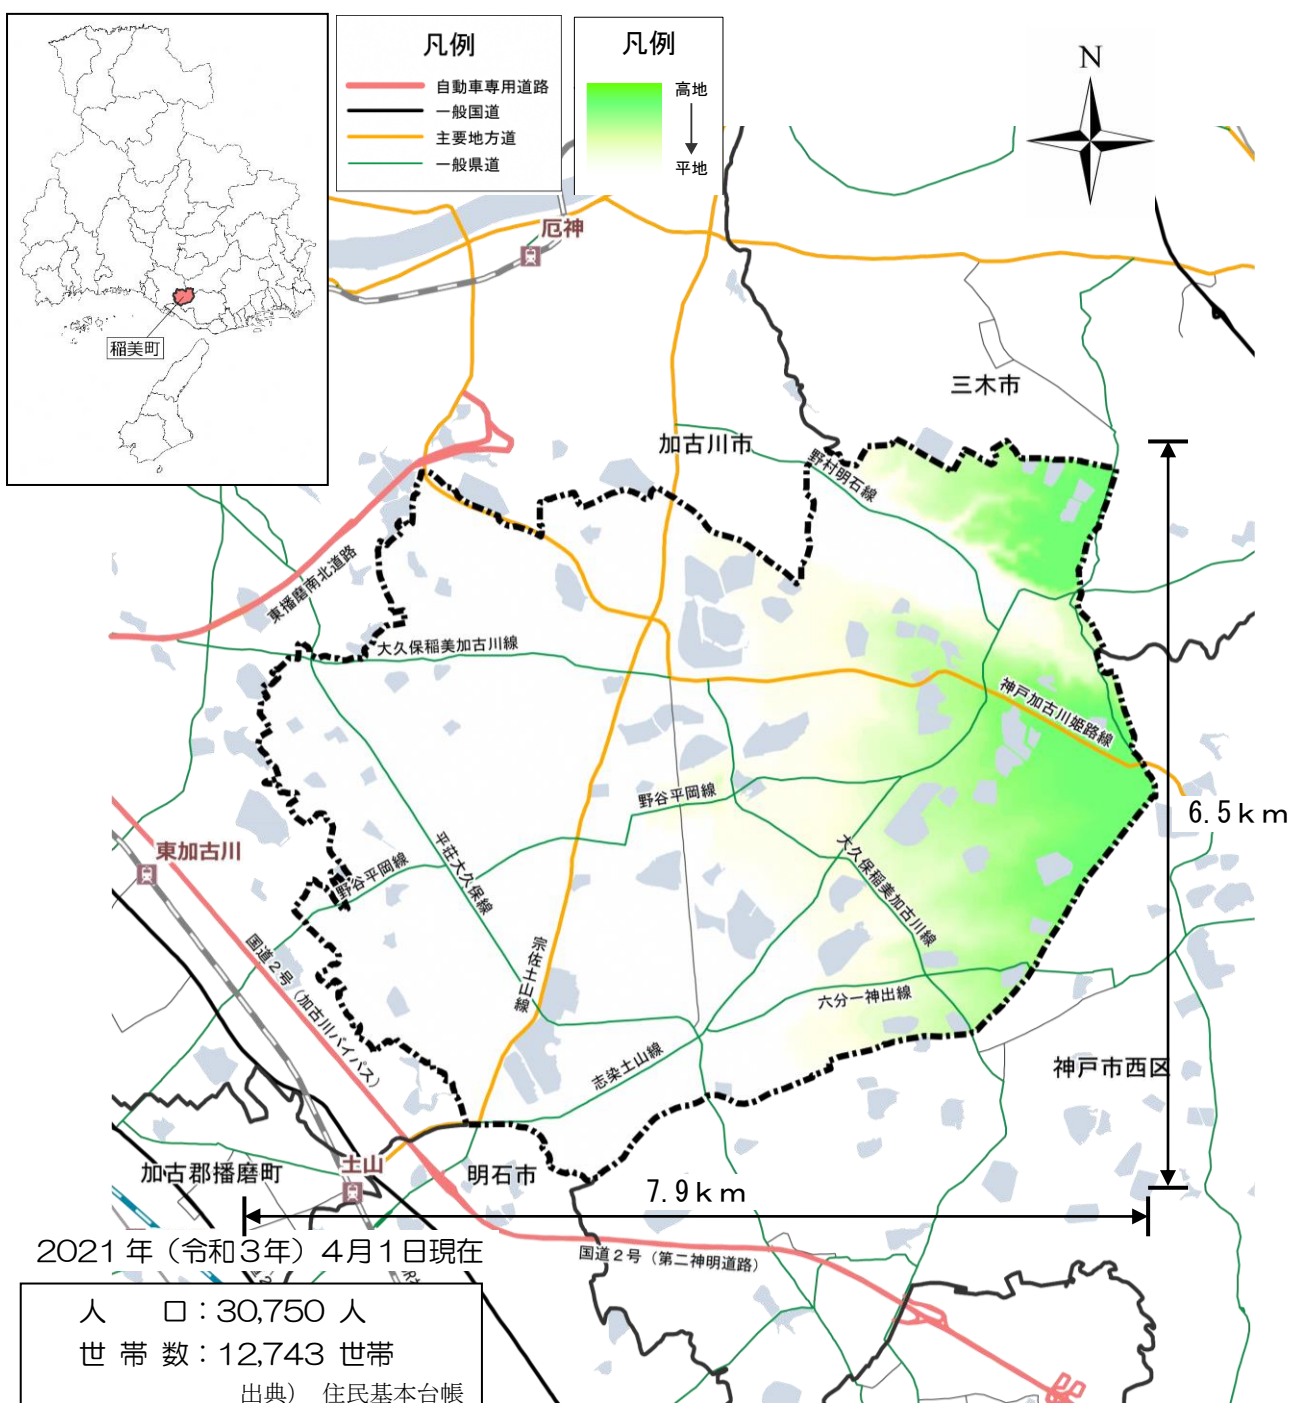 凡例
自動車専用道路
一般国道
主要地方道
一般県道
凡例
高地
平地
N
稲美町
厄神
三木市
加古川市
野村明石線
東播磨南北道路
大久保稲美加古川線
神戸加古川姫路線
6.5km
野谷平岡線
東加古川
平荘大久保線
野谷平岡線
大久保稲美加古川線
国道2号（加古川バイパス）
宗佐土山線
六分一神出線
志染土山線
神戸市西区
加古郡播磨町
土山
明石市
7.9km
国道2号（第二神明道路）
2021年（令和3年）4月1日現在
人　口：30,750 人
世帯数：12,743 世帯
出典） 住民基本台帳